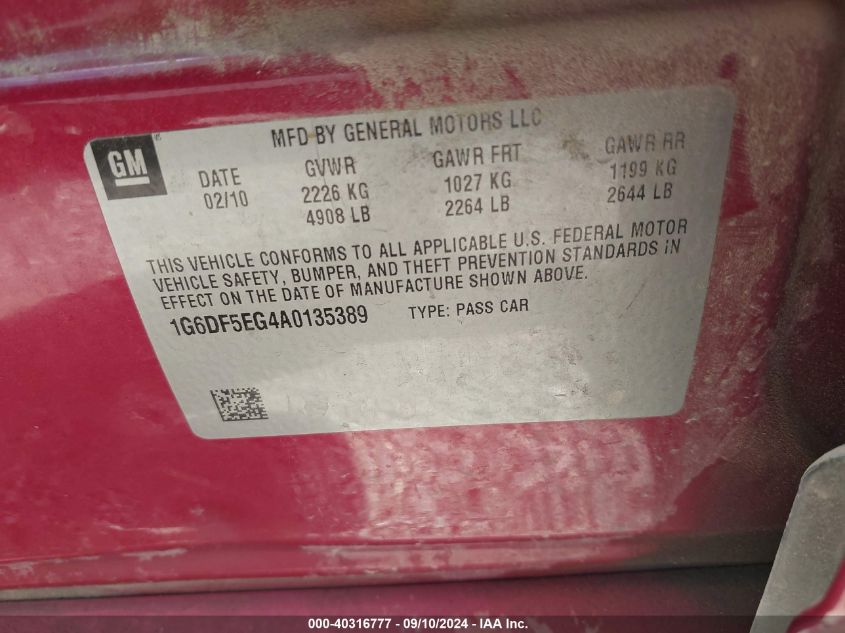 MFD BY GENERAL MOTORS LLC
GM
DATE GVWR GAWR FRT GAWR RR
02/10 2226 KG 1027 KG 1199 KG
4908 LB 2264 LB 2644 LB
THIS VEHICLE CONFORMS TO ALL APPLICABLE U.S. FEDERAL MOTOR
VEHICLE SAFETY, BUMPER, AND THEFT PREVENTION STANDARDS IN
EFFECT ON THE DATE OF MANUFACTURE SHOWN ABOVE.
1G6DF5EG4A0135389 TYPE: PASS CAR
000-40316777 - 09/10/2024 - IAA Inc.